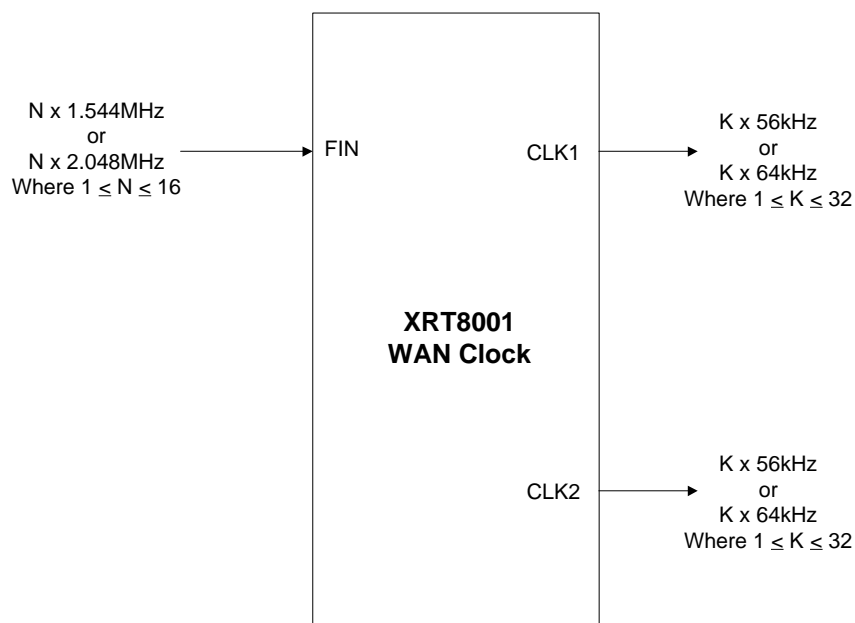 N x 1.544MHz
or
N x 2.048MHz
Where 1 ≤ N ≤ 16
FIN
CLK1
K x 56kHz
or
K x 64kHz
Where 1 ≤ K ≤ 32
XRT8001
WAN Clock
CLK2
K x 56kHz
or
K x 64kHz
Where 1 ≤ K ≤ 32